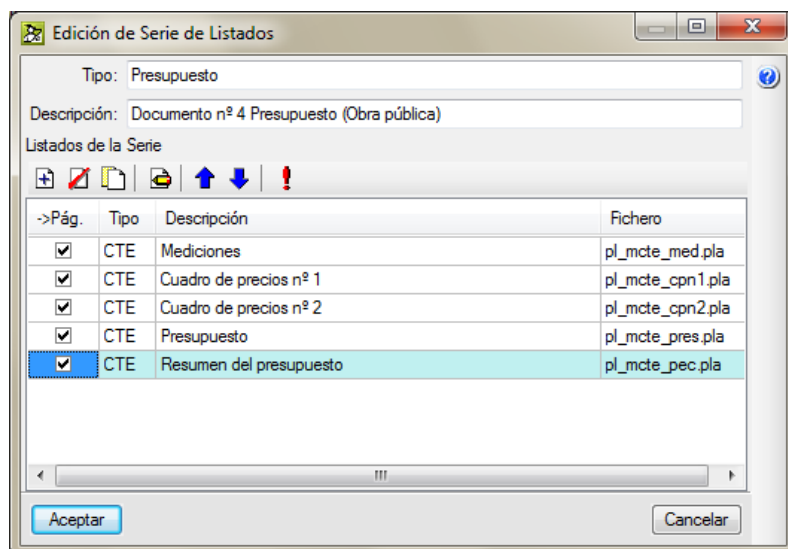 Edición de Serie de Listados
Tipo: Presupuesto
Descripción: Documento nº 4 Presupuesto (Obra pública)
Listados de la Serie
->Pág. Tipo Descripción Fichero
CTE Mediciones pl_mcte_med.pla
CTE Cuadro de precios nº 1 pl_mcte_cpn1.pla
CTE Cuadro de precios nº 2 pl_mcte_cpn2.pla
CTE Presupuesto pl_mcte_pres.pla
CTE Resumen del presupuesto pl_mcte_pec.pla
Aceptar Cancelar